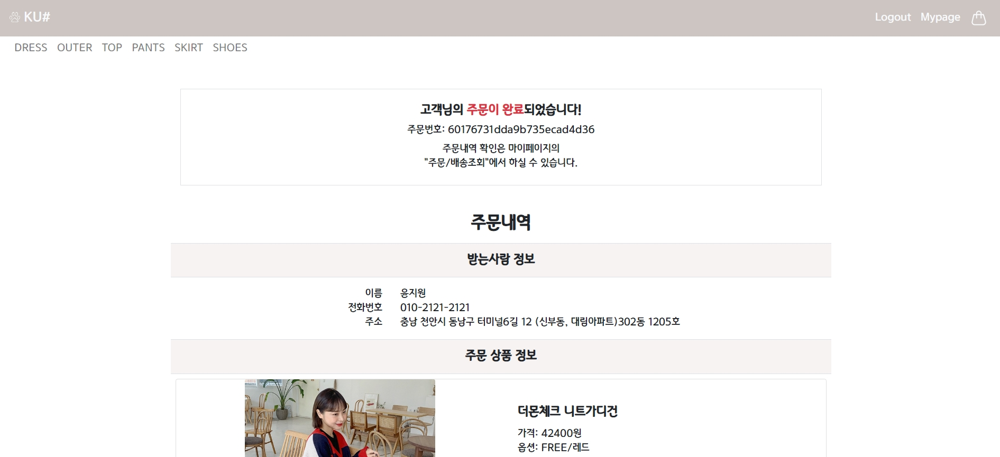 KU#
Logout Mypage
DRESS OUTER TOP PANTS SKIRT SHOES
고객님의 주문이 완료되었습니다!
주문번호: 60176731dda9b735ecad4d36
주문내역 확인은 마이페이지의
"주문/배송조회"에서 하실 수 있습니다.
주문내역
받는사람 정보
이름 윤지원
전화번호 010-2121-2121
주소 충남 천안시 동남구 터미널6길 12 (신부동, 대림아파트)302동 1205호
주문 상품 정보
더몬체크 니트가디건
가격: 42400원
옵션: FREE/레드